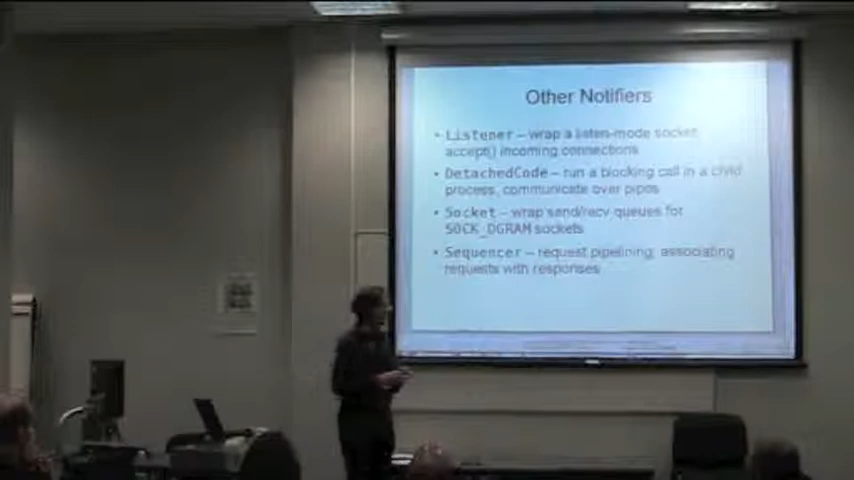 Other Notifiers
• Listener – wrap a listen-mode socket;
accept() incoming connections
• DetachedCode – run a blocking call in a child
process, communicate over pipes
• Socket – wrap send/recv queues for
SOCK_DGRAM sockets
• Sequencer – request pipelining; associating
requests with responses